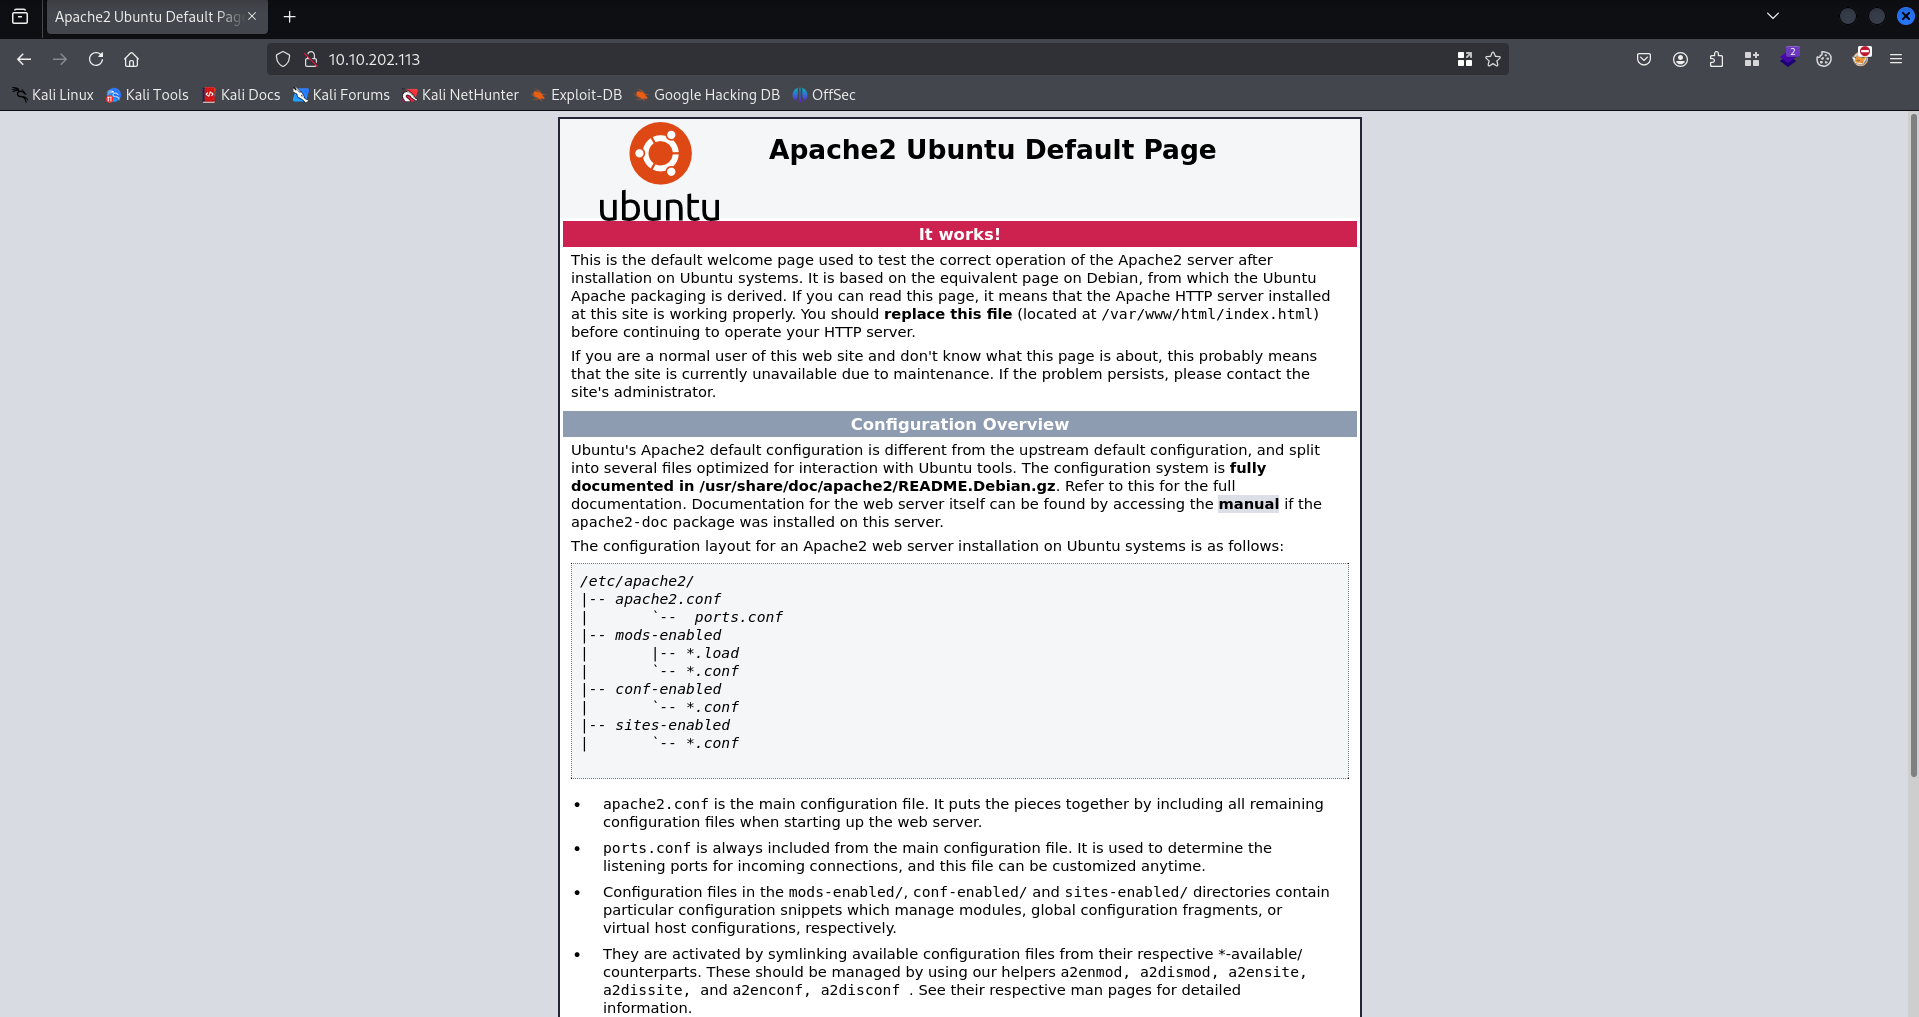 Apache2 Ubuntu Default Pag
10.10.202.113
2
Kali Linux Kali Tools Kali Docs Kali Forums Kali NetHunter Exploit-DB Google Hacking DB OffSec
ubuntu
Apache2 Ubuntu Default Page
It works!
This is the default welcome page used to test the correct operation of the Apache2 server after
installation on Ubuntu systems. It is based on the equivalent page on Debian, from which the Ubuntu
Apache packaging is derived. If you can read this page, it means that the Apache HTTP server installed
at this site is working properly. You should replace this file (located at /var/www/html/index.html)
before continuing to operate your HTTP server.
If you are a normal user of this web site and don't know what this page is about, this probably means
that the site is currently unavailable due to maintenance. If the problem persists, please contact the
site's administrator.
Configuration Overview
Ubuntu's Apache2 default configuration is different from the upstream default configuration, and split
into several files optimized for interaction with Ubuntu tools. The configuration system is fully
documented in /usr/share/doc/apache2/README.Debian.gz. Refer to this for the full
documentation. Documentation for the web server itself can be found by accessing the manual if the
apache2-doc package was installed on this server.
The configuration layout for an Apache2 web server installation on Ubuntu systems is as follows:
/etc/apache2/
|-- apache2.conf
|       `--  ports.conf
|-- mods-enabled
|       |-- *.load
|       `-- *.conf
|-- conf-enabled
|       `-- *.conf
|-- sites-enabled
|       `-- *.conf
• apache2.conf is the main configuration file. It puts the pieces together by including all remaining
configuration files when starting up the web server.
• ports.conf is always included from the main configuration file. It is used to determine the
listening ports for incoming connections, and this file can be customized anytime.
• Configuration files in the mods-enabled/, conf-enabled/ and sites-enabled/ directories contain
particular configuration snippets which manage modules, global configuration fragments, or
virtual host configurations, respectively.
• They are activated by symlinking available configuration files from their respective *-available/
counterparts. These should be managed by using our helpers a2enmod, a2dismod, a2ensite,
a2dissite, and a2enconf, a2disconf . See their respective man pages for detailed
information.